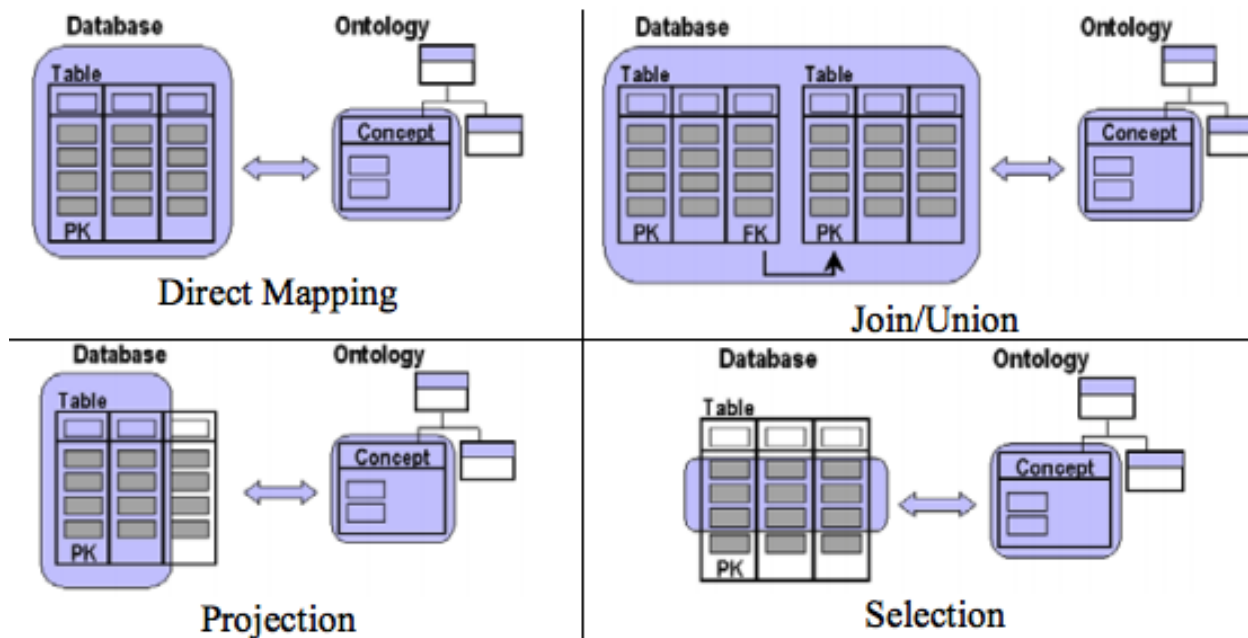 Database Ontology
Table
Concept
PK
Direct Mapping
Database Ontology
Table Table
Concept
PK FK PK
Join/Union
Database Ontology
Table
Concept
PK
Projection
Database Ontology
Table
Concept
PK
Selection